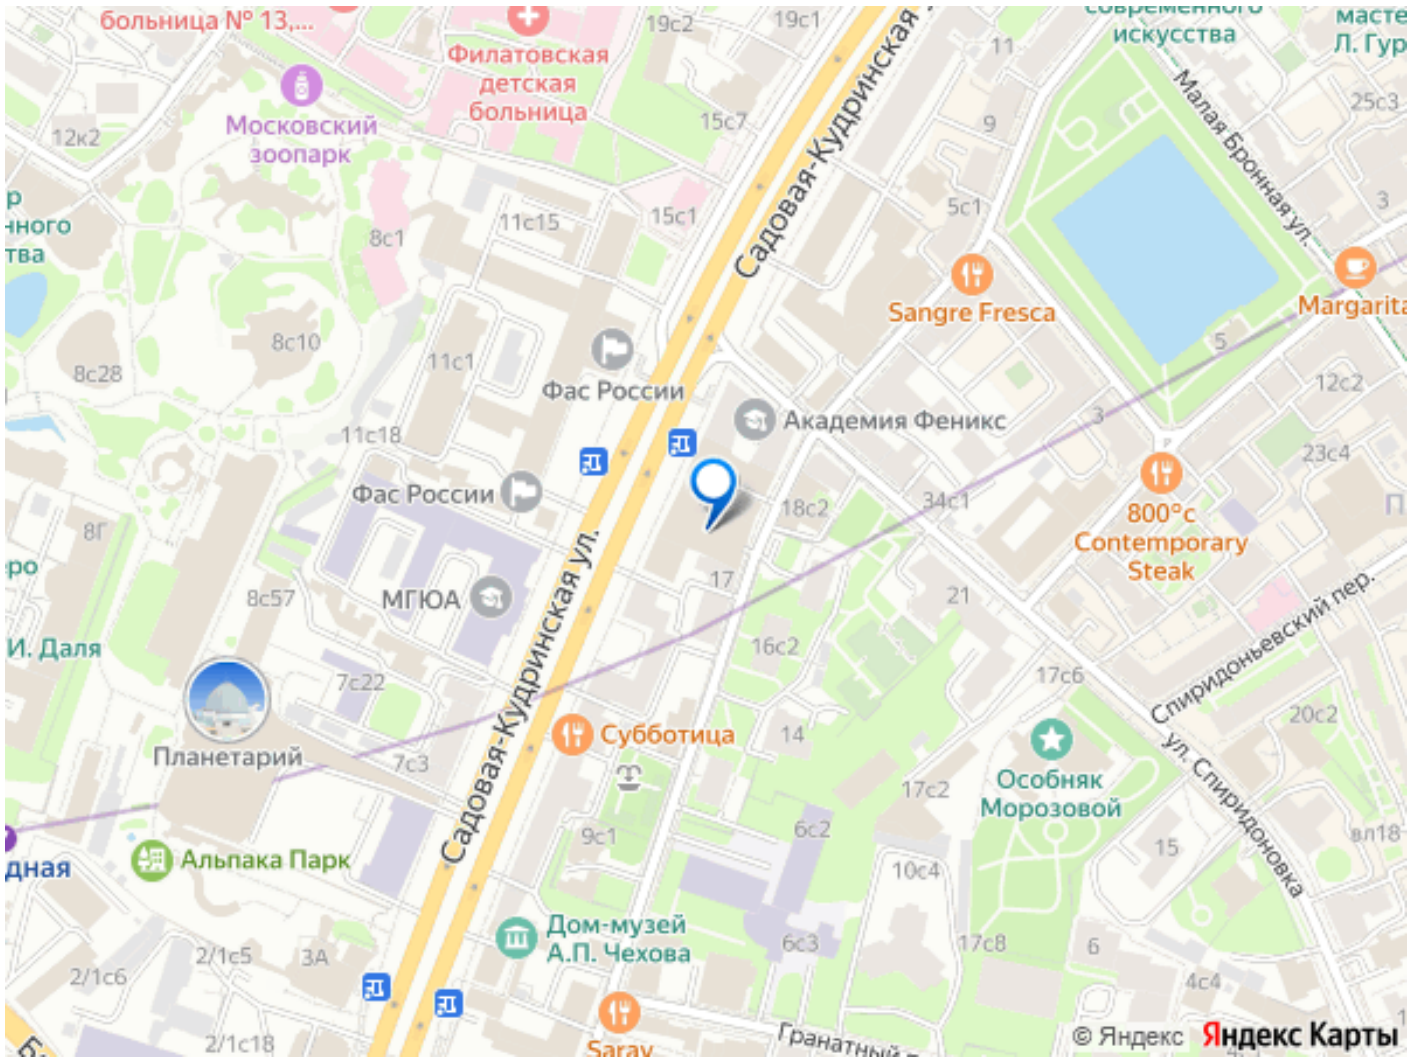 больница № 13,...
19с2
19с1
современного
искусства
11
Филатовская
детская
больница
Малая Бронная ул.
25с3
Московский
зоопарк
12к2
15с7
9
Садовая-Кудринская
5с1
3
15с1
11с15
8с1
Sangre Fresca
Margarita
8с10
11с1
8с28
5
Фас России
12с2
Академия Феникс
3
11с18
23с4
Фас России
18с2
34с1
800°c
Contemporary
Steak
8Г
17
МГЮА
8с57
21
Спиридоньевский пер.
Садовая-Кудринская ул.
И. Даля
16с2
17с6
7с22
20с2
Субботица
14
Планетарий
7с3
Особняк
Морозовой
ул. Спиридоновка
17с2
6с2
9с1
вл18
15
Альпака Парк
дная
10с4
Дом-музей
А.П. Чехова
6с3
17с8
6
2/1с5
3А
2/1с6
4с4
2/1с18
Saray
Гранатный
© Яндекс Яндекс Карты